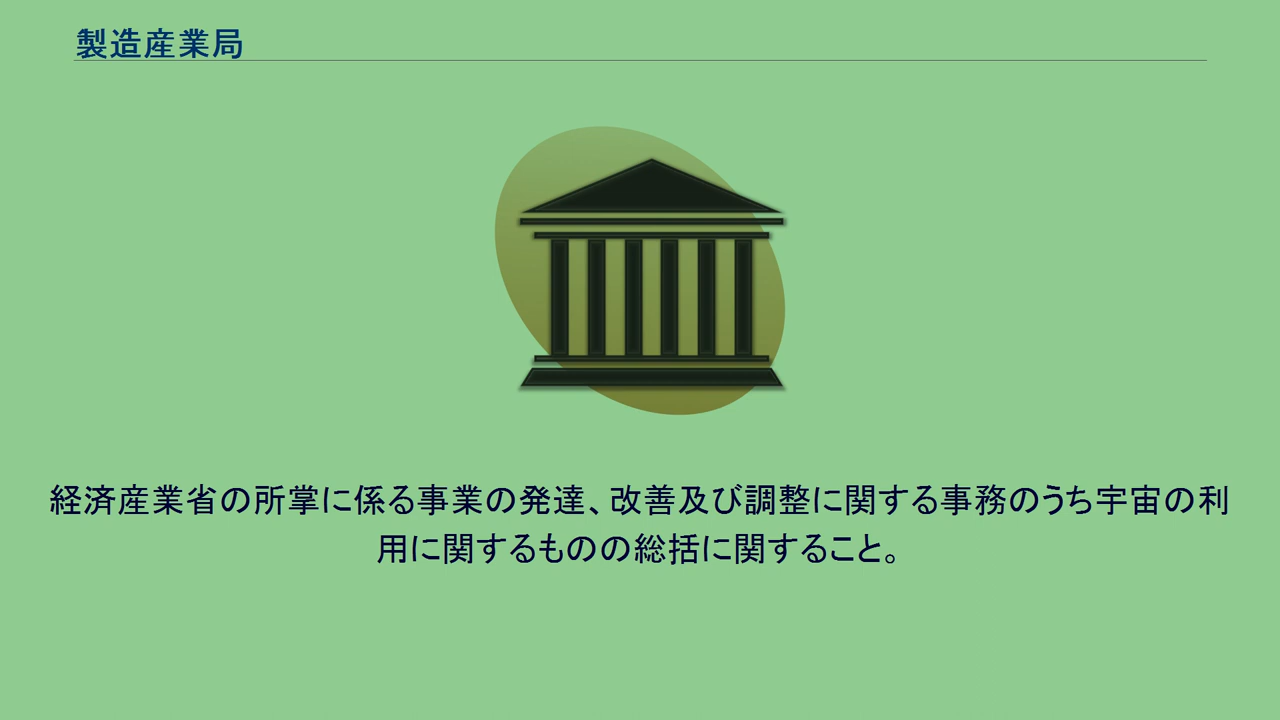 製造産業局
経済産業省の所掌に係る事業の発達、改善及び調整に関する事務のうち宇宙の利
用に関するものの総括に関すること。